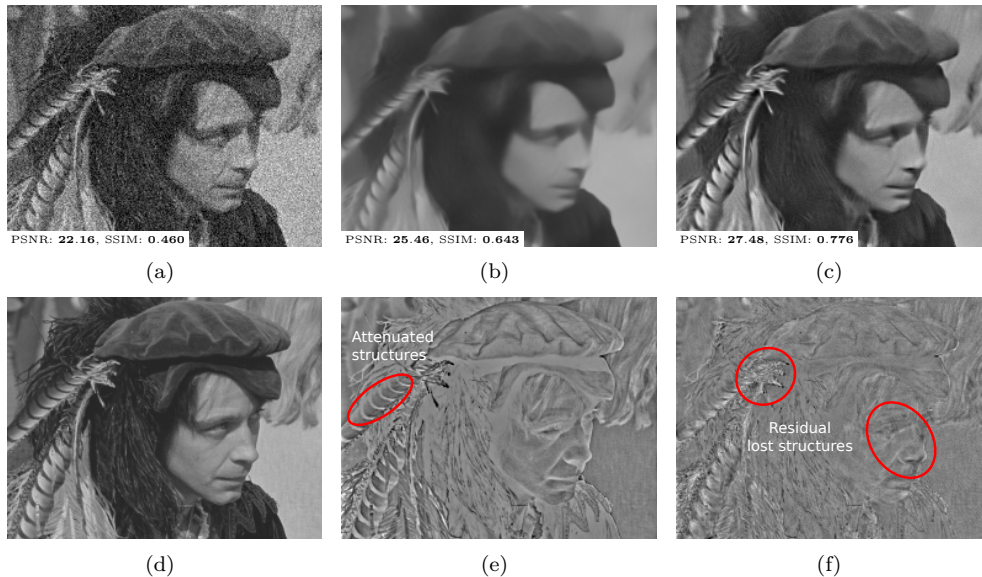 PSNR: 22.16, SSIM: 0.460
PSNR: 25.46, SSIM: 0.643
PSNR: 27.48, SSIM: 0.776
(a)
(b)
(c)
Attenuated
structures
Residual
lost structures
(d)
(e)
(f)